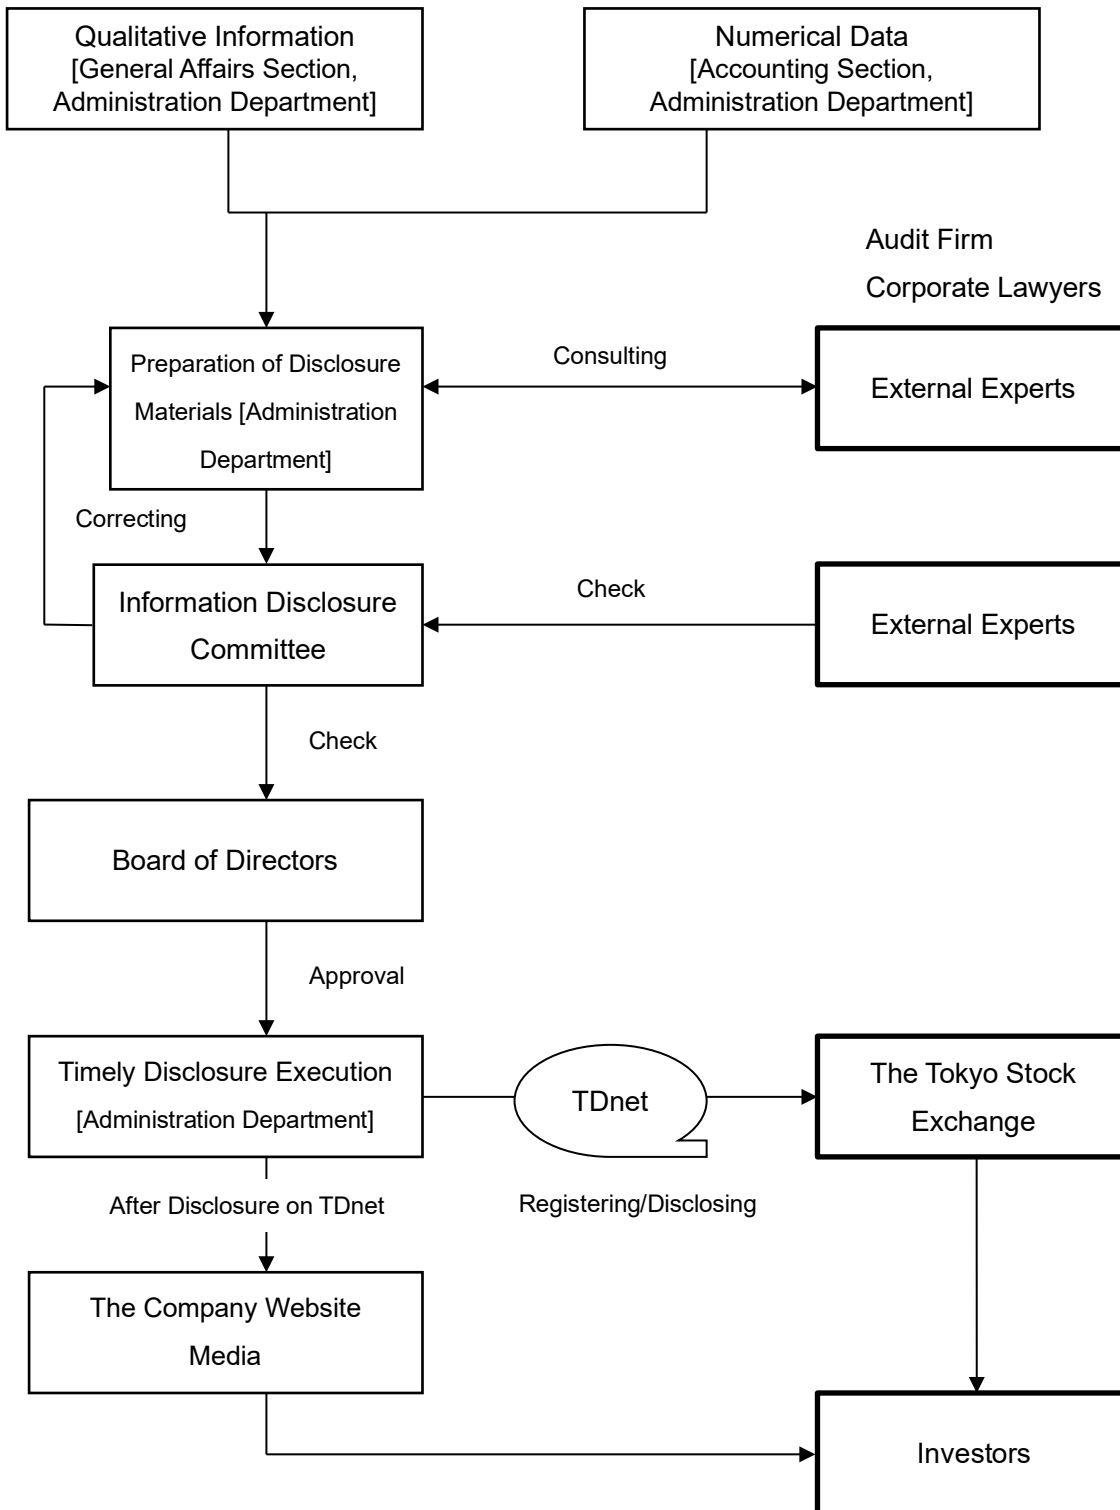 Qualitative Information
[General Affairs Section,
Administration Department]
Numerical Data
[Accounting Section,
Administration Department]
Audit Firm
Corporate Lawyers
Preparation of Disclosure
Materials [Administration
Department]
Consulting
External Experts
Correcting
Information Disclosure
Committee
Check
External Experts
Check
Board of Directors
Approval
Timely Disclosure Execution
[Administration Department]
TDnet
The Tokyo Stock
Exchange
After Disclosure on TDnet
Registering/Disclosing
The Company Website
Media
Investors